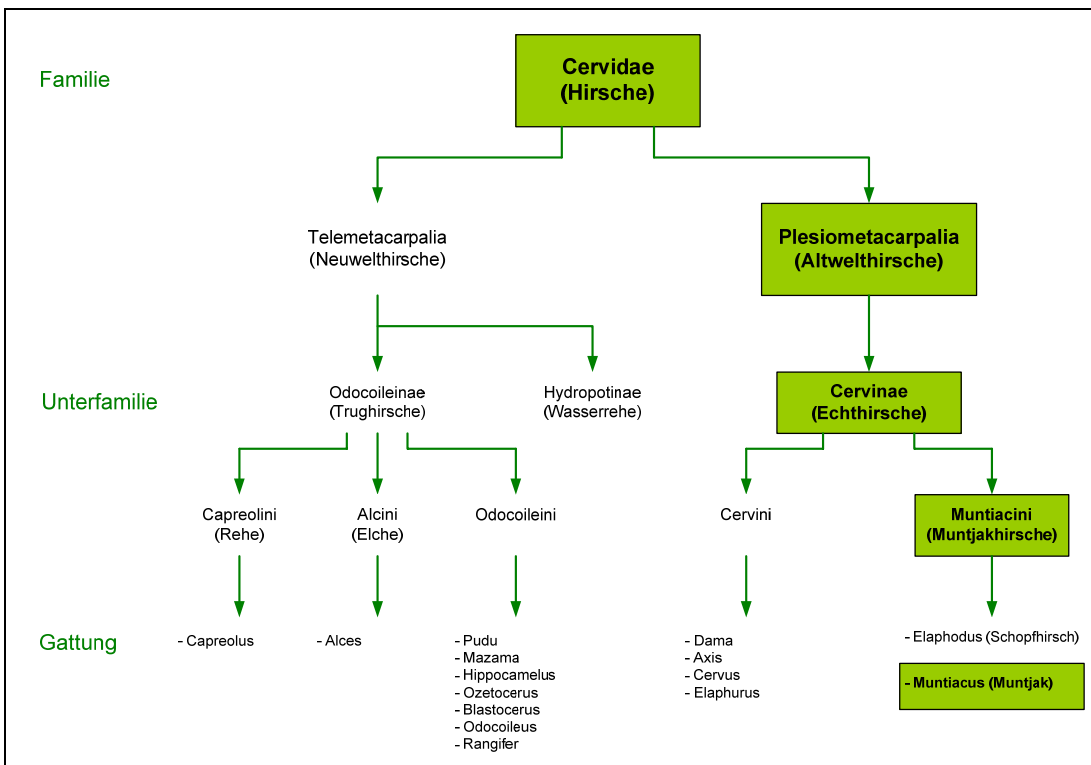 Familie
Cervidae
(Hirsche)
Telemetacarpalia
(Neuwelthirsche)
Plesiometacarpalia
(Altwelthirsche)
Unterfamilie
Odocoileinae
(Trughirsche)
Hydropotinae
(Wasserrehe)
Cervinae
(Echthirsche)
Capreolini
(Rehe)
Alcini
(Elche)
Odocoileini
Cervini
Muntiacini
(Muntjakhirsche)
Gattung
- Capreolus
- Alces
- Pudu
- Mazama
- Hippocamelus
- Ozetocerus
- Blastocerus
- Odocoileus
- Rangifer
- Dama
- Axis
- Cervus
- Elaphurus
- Elaphodus (Schopfhirsch)
- Muntiacus (Muntjak)